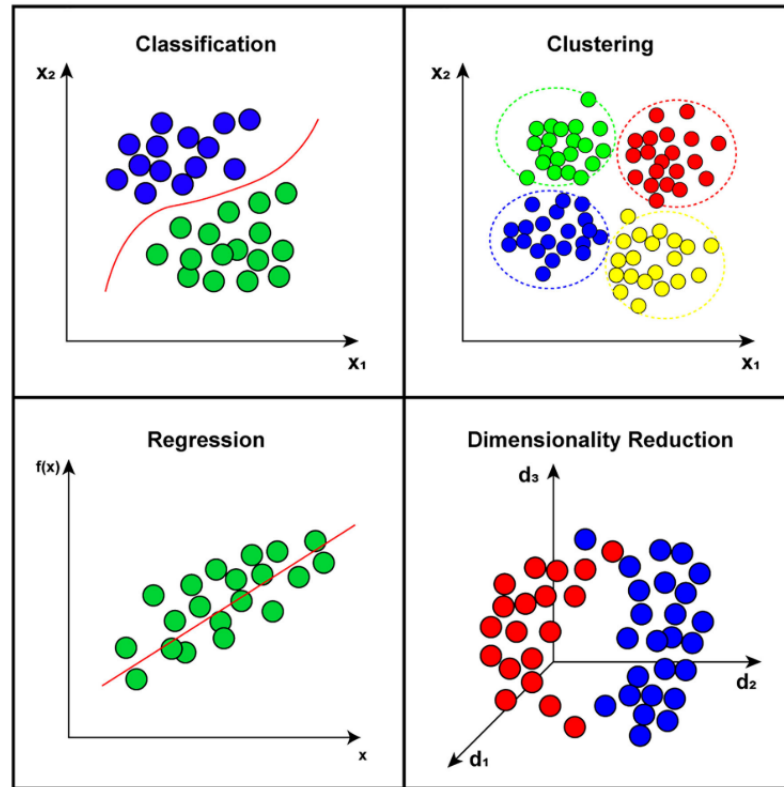 Classification
X₂
X₁
Clustering
X₂
X₁
Regression
f(x)
x
Dimensionality Reduction
d₃
d₂
d₁